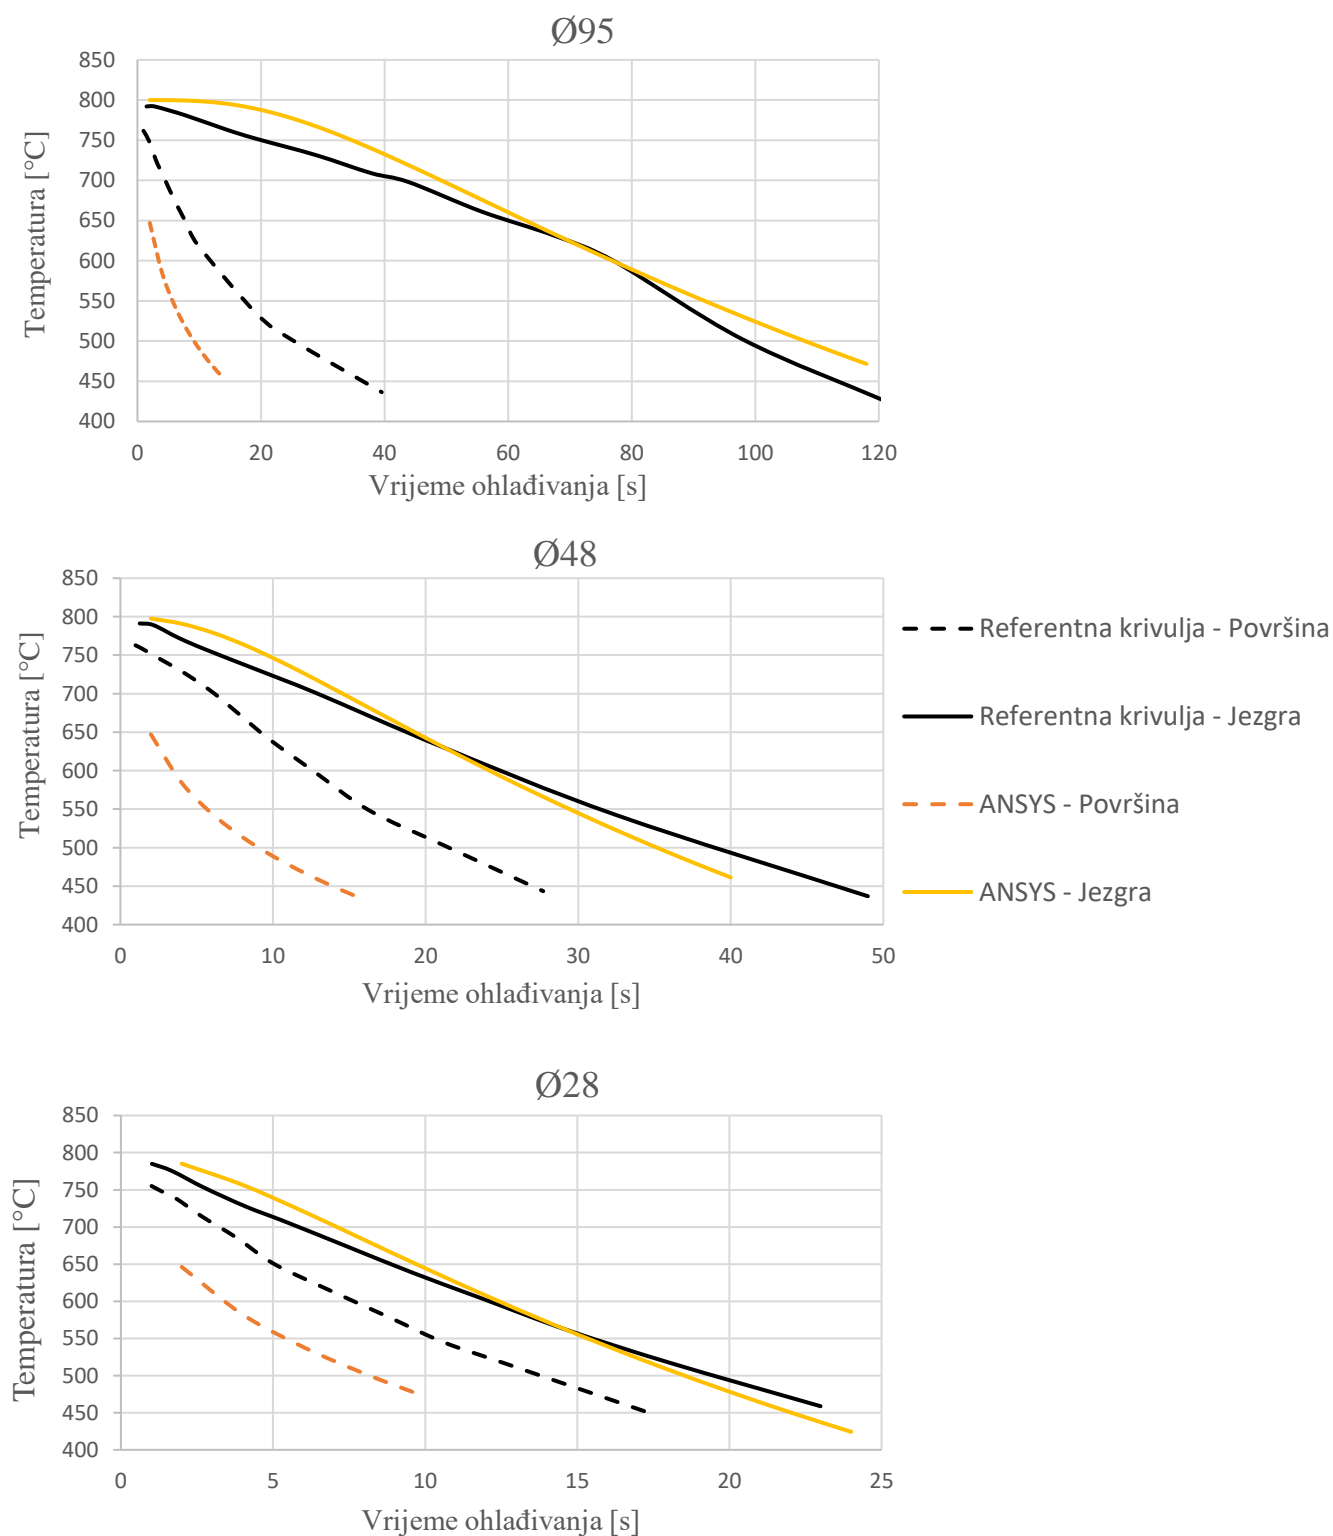 Ø95
850
800
750
700
650
600
550
500
450
400
Temperatura [°C]
0 20 40 60 80 100 120
Vrijeme ohlađivanja [s]
Ø48
850
800
750
700
650
600
550
500
450
400
Temperatura [°C]
0 10 20 30 40 50
Vrijeme ohlađivanja [s]
Referentna krivulja - Površina
Referentna krivulja - Jezgra
ANSYS - Površina
ANSYS - Jezgra
Ø28
850
800
750
700
650
600
550
500
450
400
Temperatura [°C]
0 5 10 15 20 25
Vrijeme ohlađivanja [s]